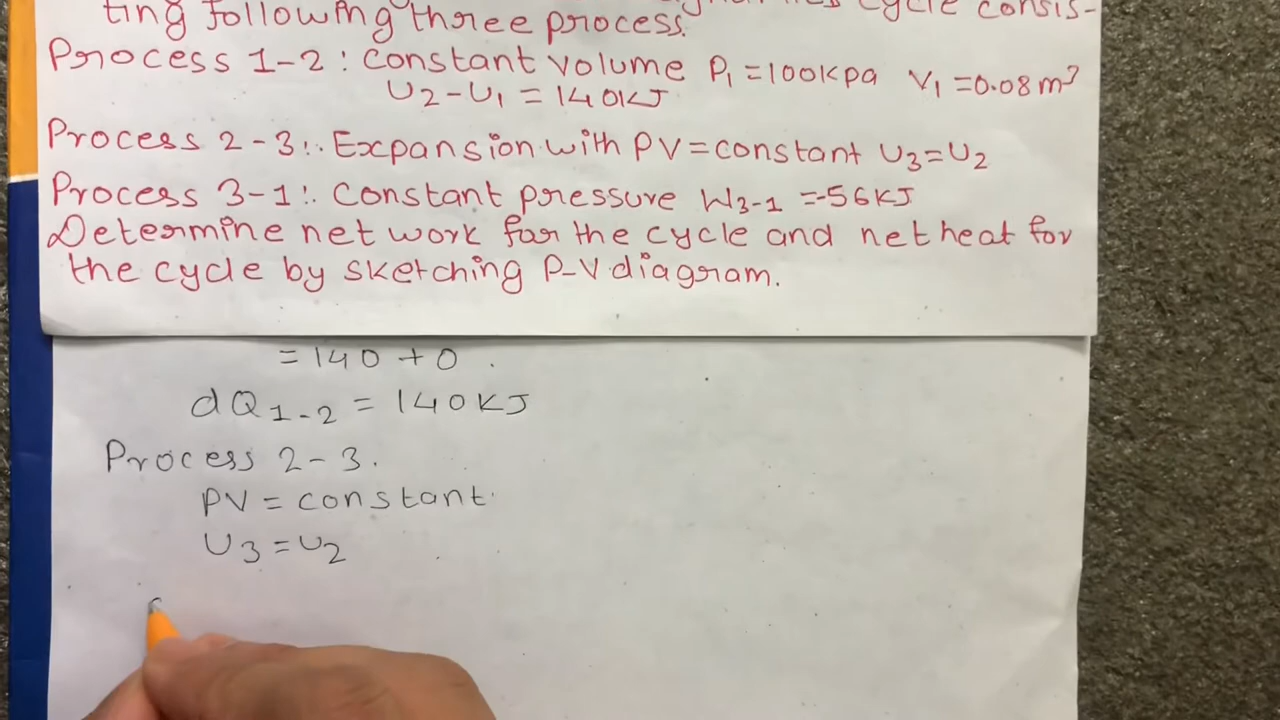 ting following three process.
Process 1-2 : constant volume P₁ = 100kpa V₁ = 0.08 m³
U₂ - U₁ = 140KJ
Process 2-3 :. Expansion with PV = constant U₃ = U₂
Process 3-1 :. Constant pressure W₃₋₁ = -56KJ
Determine net work for the cycle and net heat for
the cycle by sketching P-V diagram.
= 140 + 0 .
dQ₁₋₂ = 140KJ
Process 2-3.
PV = constant.
U₃ = U₂